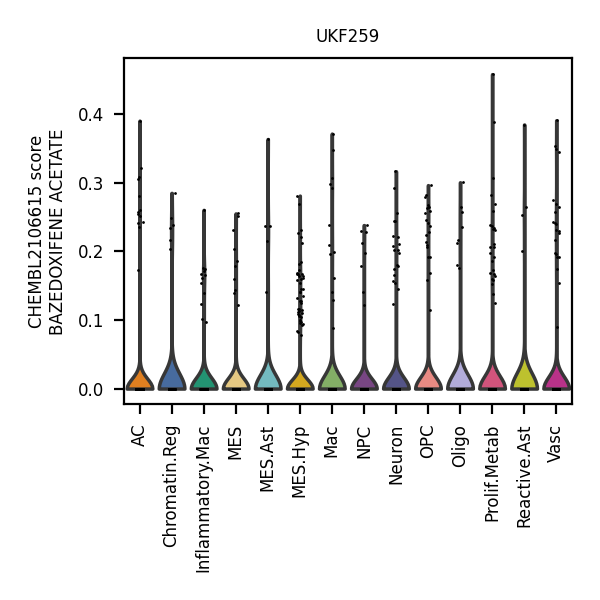 UKF259
CHEMBL2106615 score
BAZEDOXIFENE ACETATE
0.4
0.3
0.2
0.1
0.0
AC
Chromatin.Reg
Inflammatory.Mac
MES
MES.Ast
MES.Hyp
Mac
NPC
Neuron
OPC
Oligo
Prolif.Metab
Reactive.Ast
Vasc